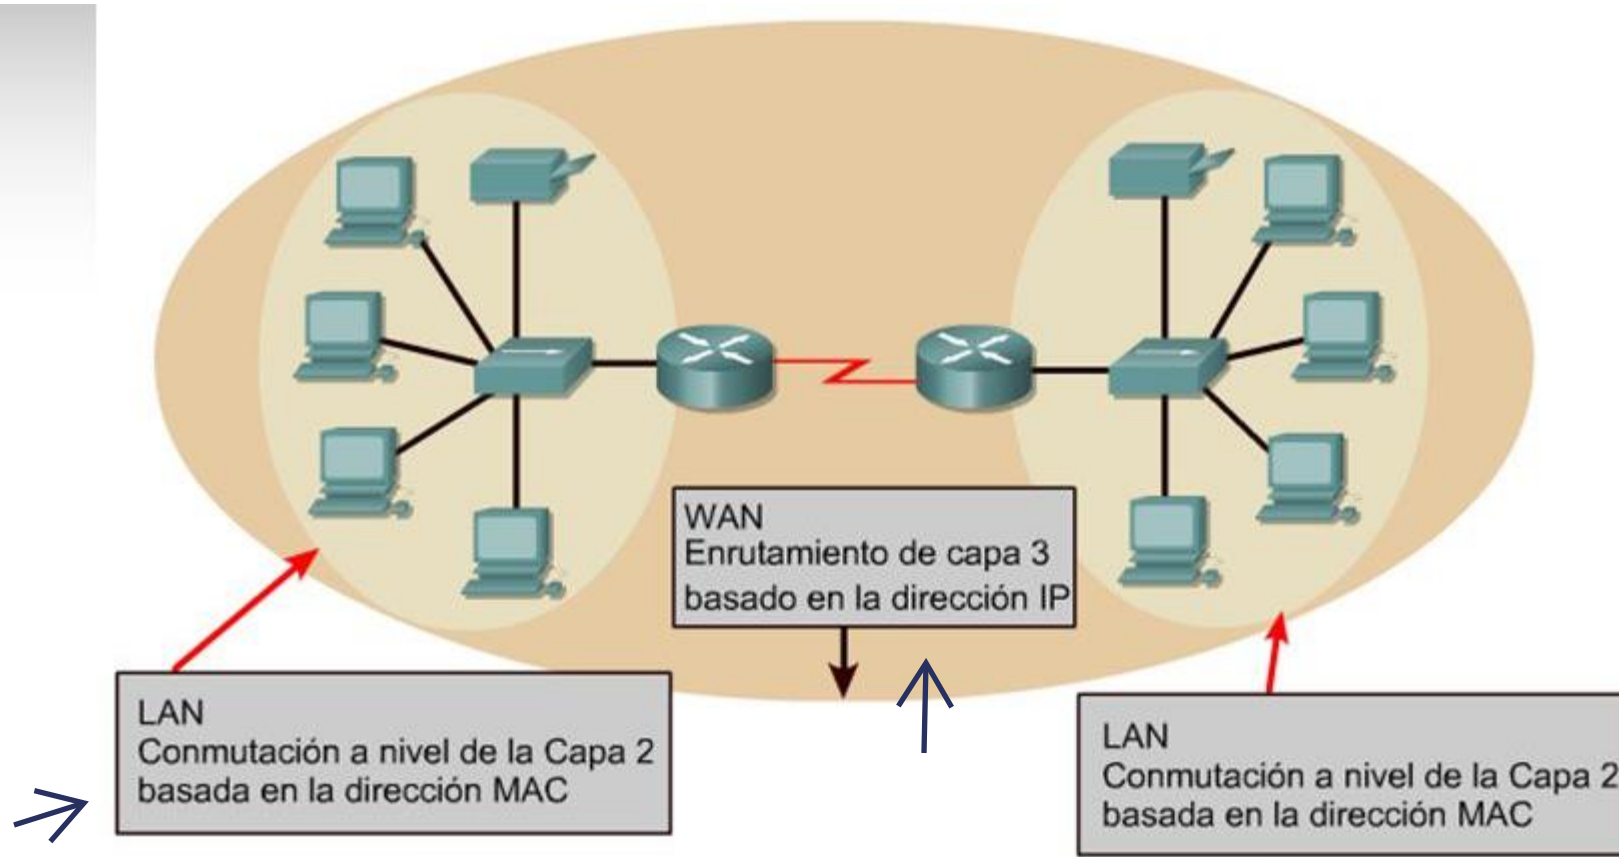 WAN
Enrutamiento de capa 3
basado en la dirección IP
LAN
Conmutación a nivel de la Capa 2
basada en la dirección MAC
LAN
Conmutación a nivel de la Capa 2
basada en la dirección MAC